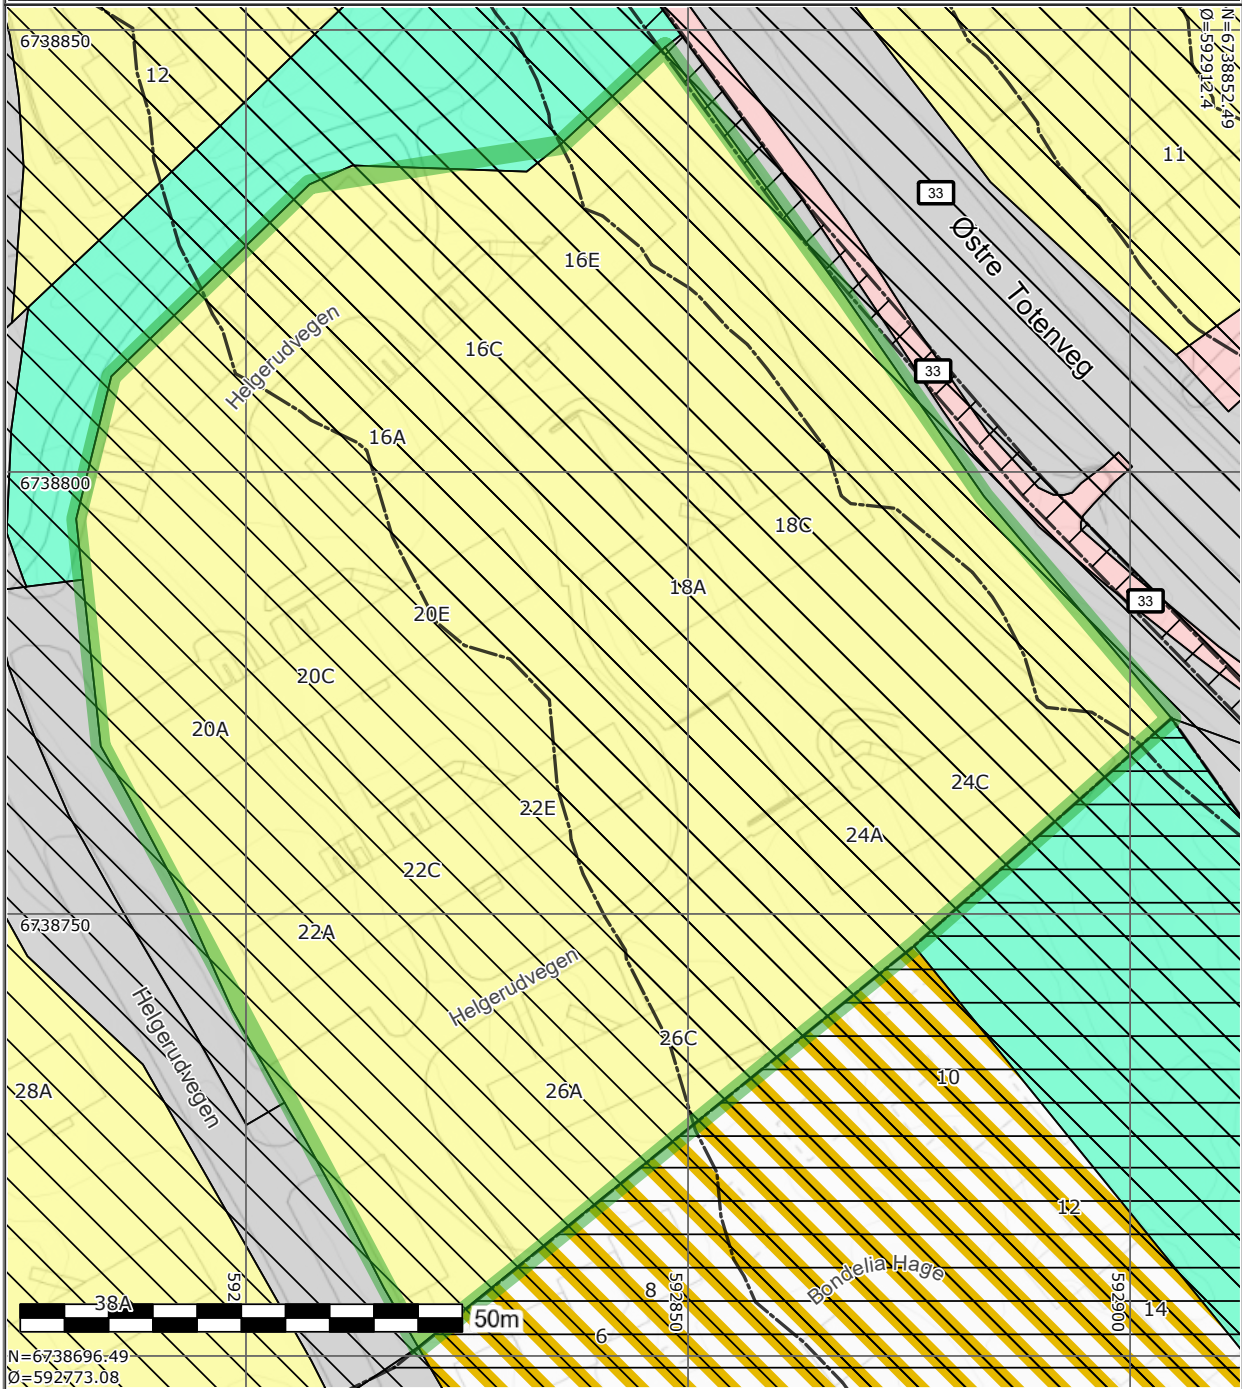 6738850
12
N=6738852.49
Ø=592912.4
11
33
Østre Totenveg
16E
Helgerudvegen
16C
33
16A
6738800
18C
18A
33
20E
20C
20A
24C
22E
24A
22C
6738750
22A
Helgerudvegen
26C
Helgerudvegen
10
28A
26A
12
Bondelia Hage
8
592850
592900
14
592
38A
50m
6
N=6738696.49
Ø=592773.08